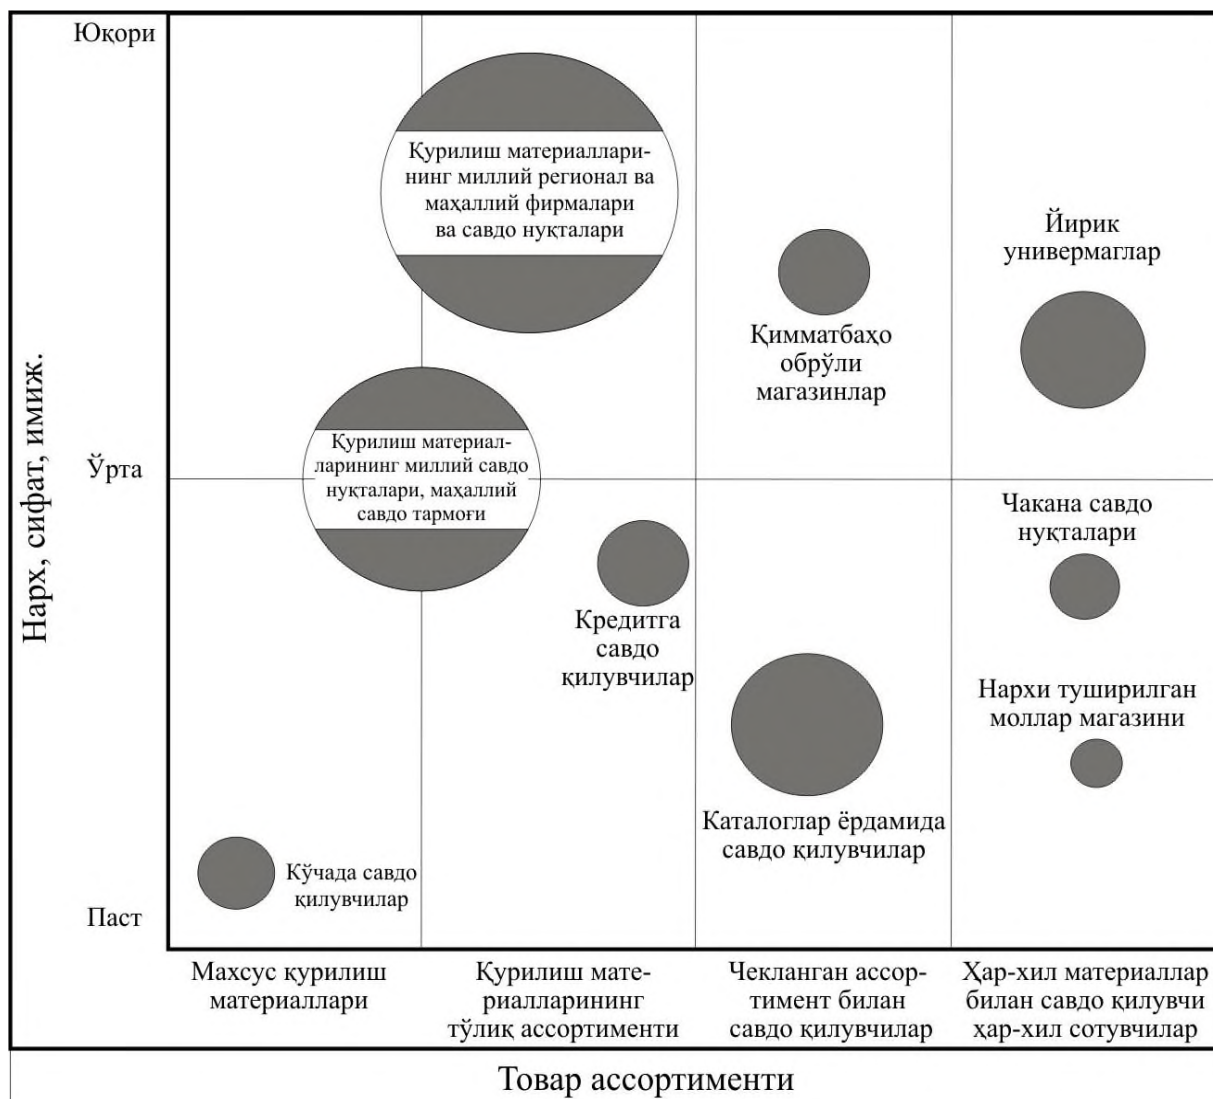 Юқори
Қурилиш материаллари-
нинг миллий регионал ва
маҳаллий фирмалари
ва савдо нуқталари
Йирик
универмаглар
Қимматбаҳо
обрўли
магазинлар
Нарх, сифат, имиж.
Ўрта
Қурилиш материал-
ларининг миллий савдо
нуқталари, маҳаллий
савдо тармоғи
Чакана савдо
нуқталари
Кредитга
савдо
қилувчилар
Нархи туширилган
моллар магазини
Каталоглар ёрдамида
савдо қилувчилар
Кўчада савдо
қилувчилар
Паст
Махсус қурилиш
материаллари
Қурилиш мате-
риалларининг
тўлиқ ассортименти
Чекланган ассор-
тимент билан
савдо қилувчилар
Ҳар-хил материаллар
билан савдо қилувчи
ҳар-хил сотувчилар
Товар ассортименти